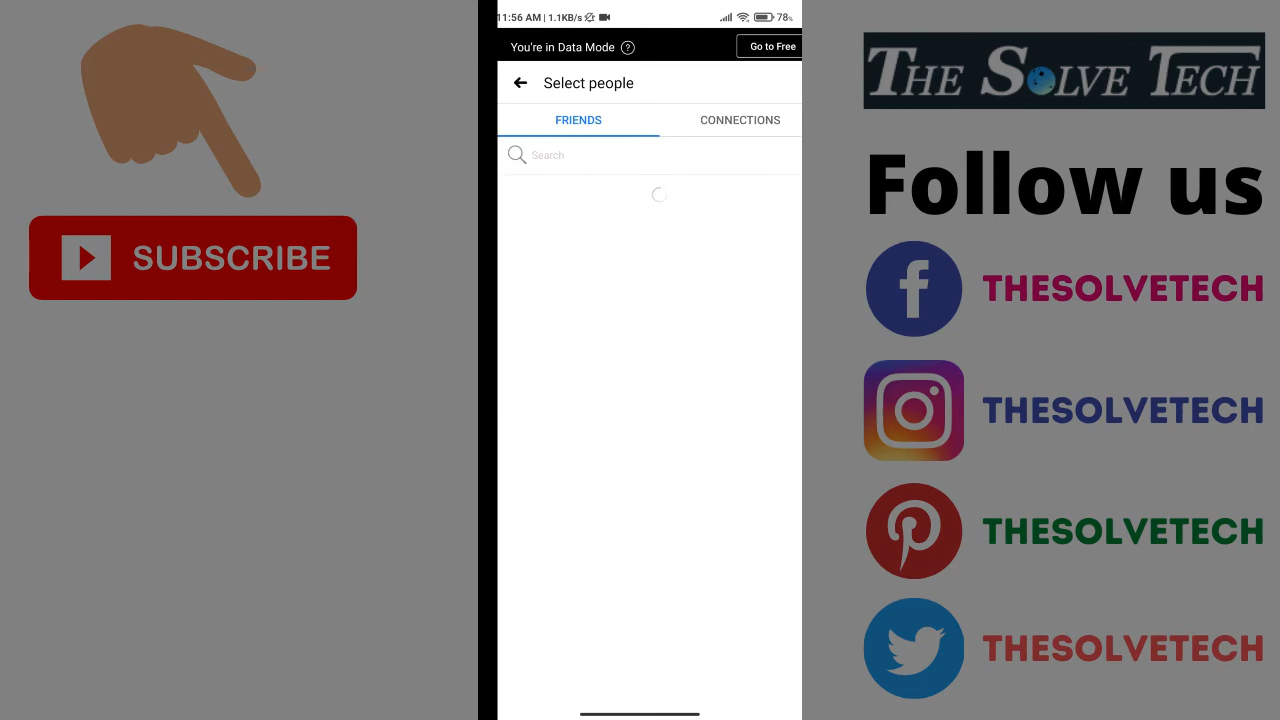 SUBSCRIBE
11:56 AM | 1.1KB/s
78%
You're in Data Mode ?
Go to Free
Select people
FRIENDS
CONNECTIONS
Search
THE SOLVE TECH
Follow us
THESOLVETECH
THESOLVETECH
THESOLVETECH
THESOLVETECH